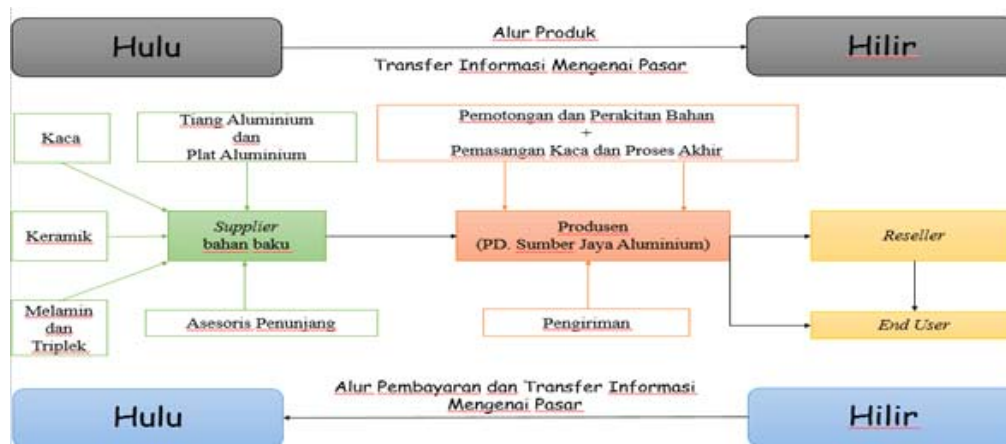 Hulu
Alur Produk
Transfer Informasi Mengenai Pasar
Hilir
Kaca
Tiang Aluminium
dan
Plat Aluminium
Pemotongan dan Perakitan Bahan
+
Pemasangan Kaca dan Proses Akhir
Keramik
Supplier
bahan baku
Produsen
(PD. Sumber Jaya Aluminium)
Reseller
Melamin
dan
Triplek
Asesoris Penunjang
Pengiriman
End User
Hulu
Alur Pembayaran dan Transfer Informasi
Mengenai Pasar
Hilir